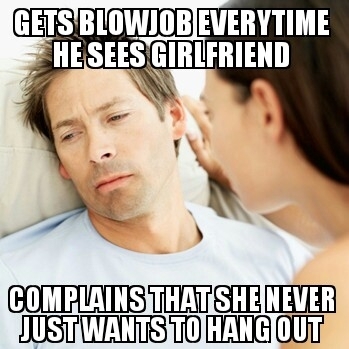 GETS BLOWJOB EVERYTIME
HE SEES GIRLFRIEND
COMPLAINS THAT SHE NEVER
JUST WANTS TO HANG OUT